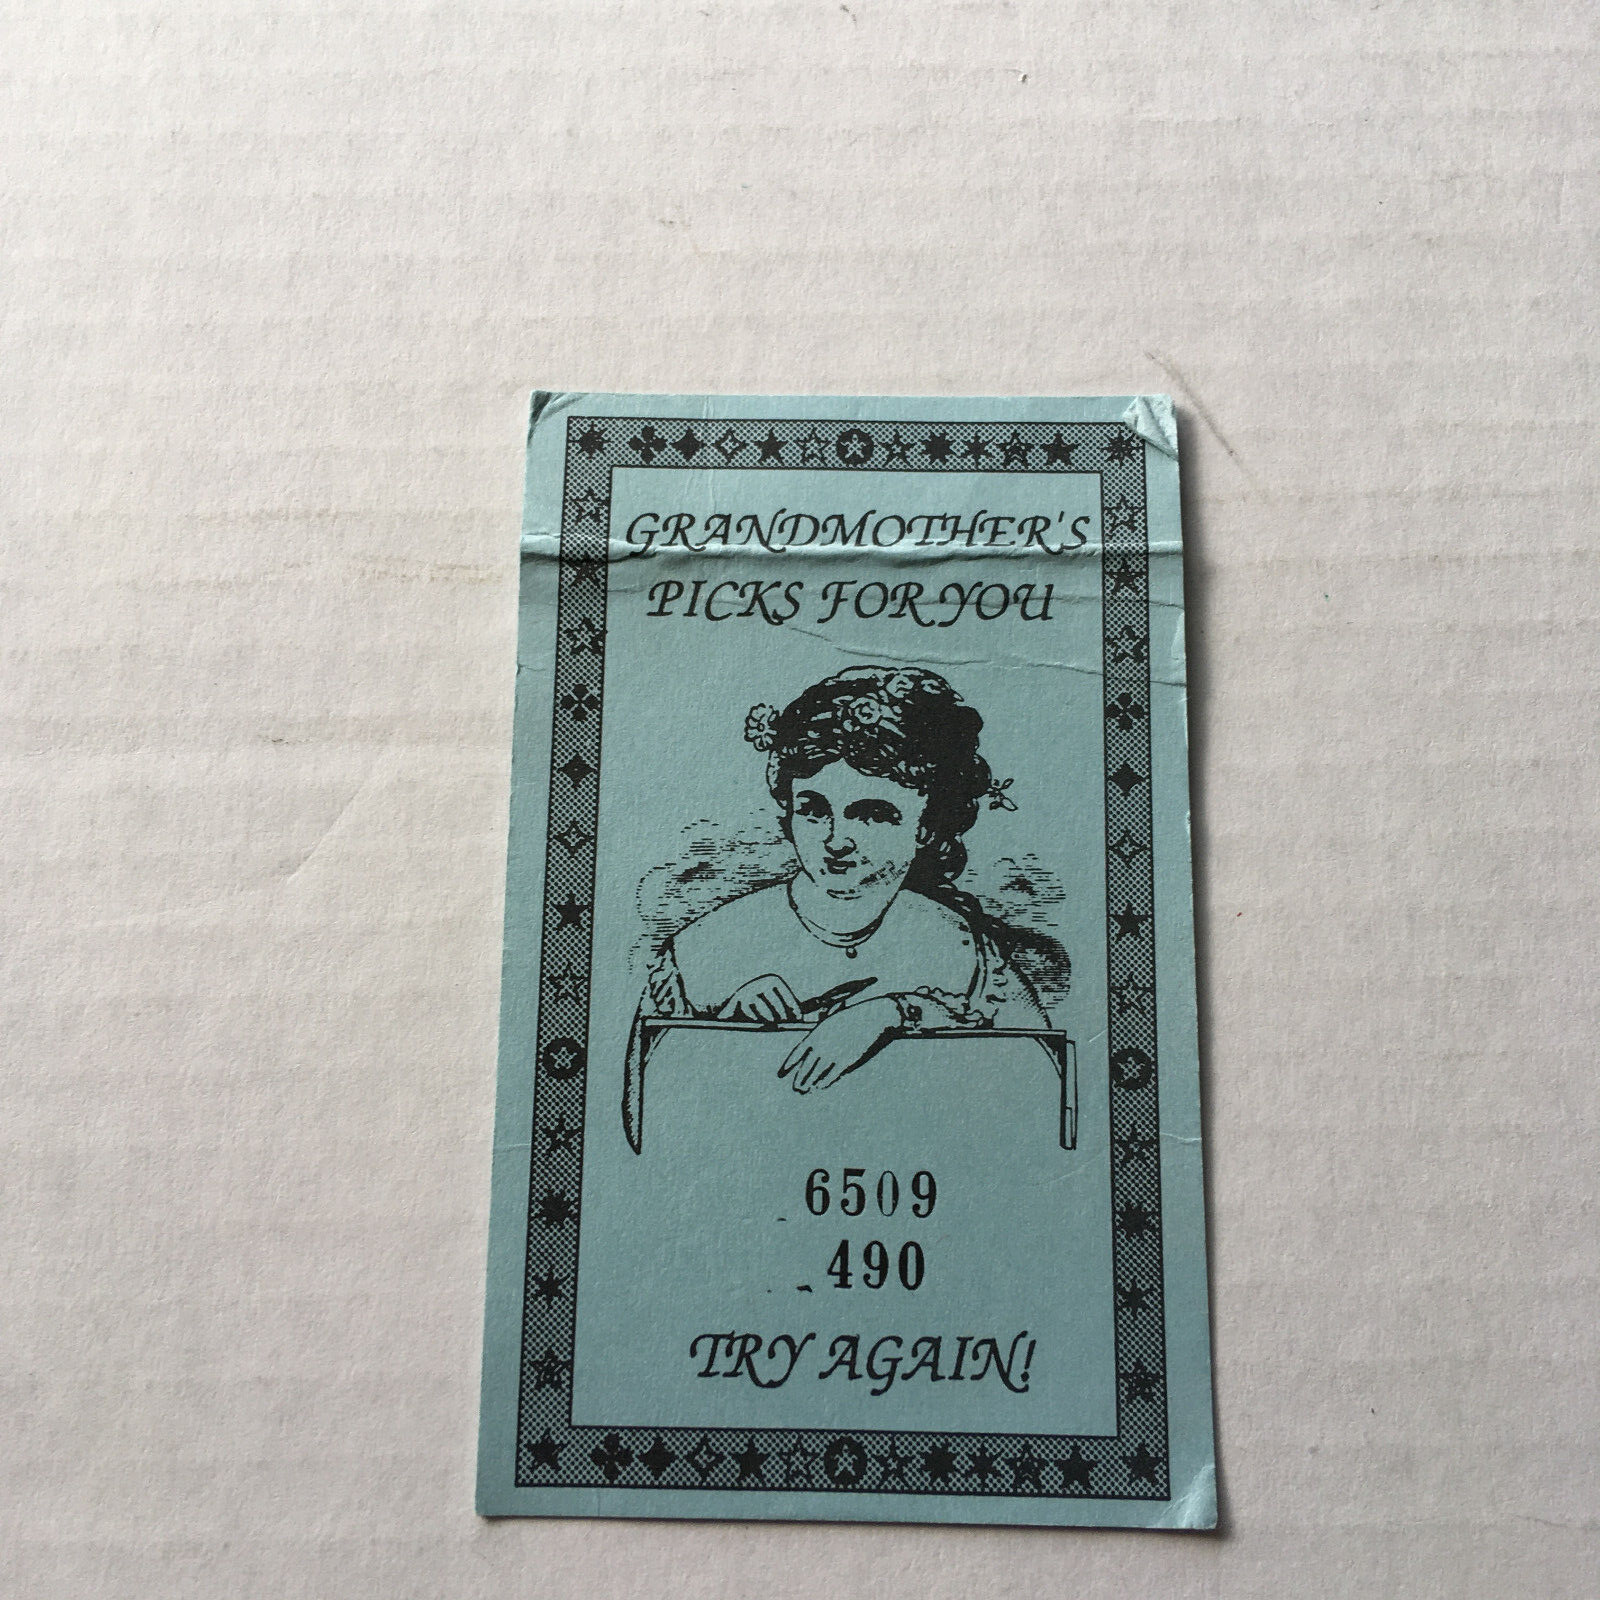 GRANDMOTHER'S
PICKS FOR YOU
6509
490
TRY AGAIN!